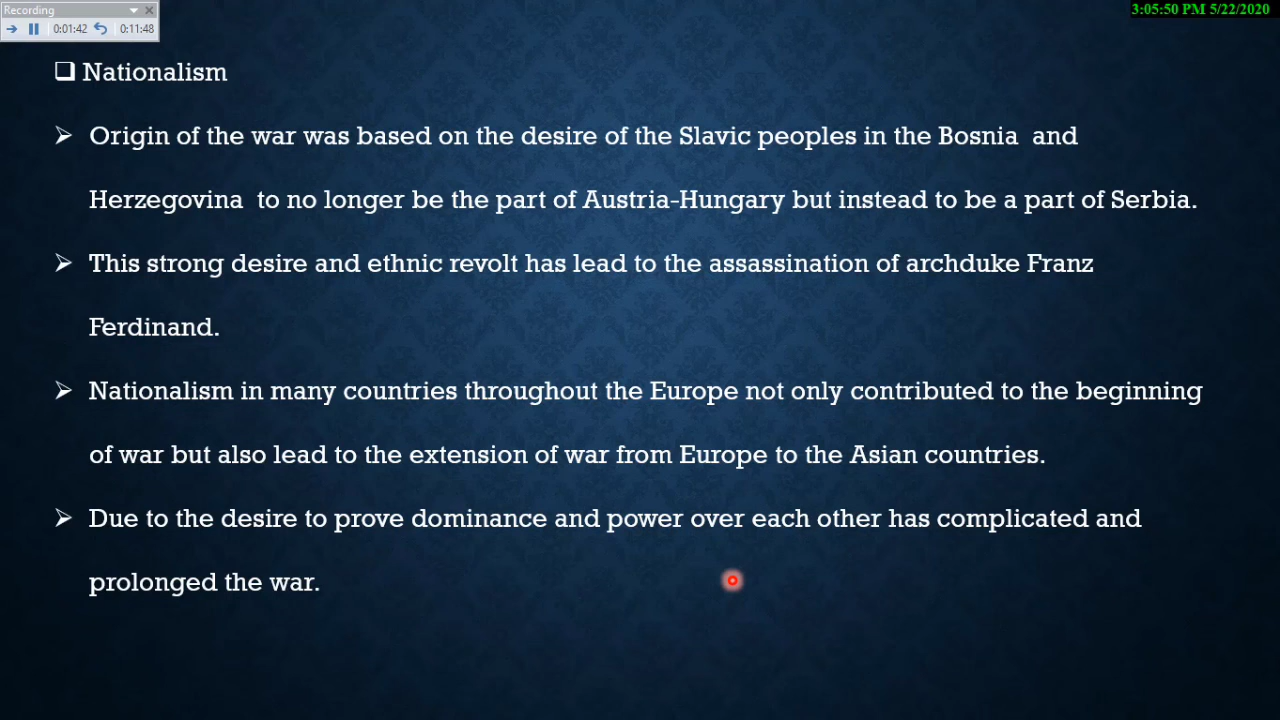 Recording
3:05:50 PM 5/22/2020
0:01:42 0:11:48
Nationalism
Origin of the war was based on the desire of the Slavic peoples in the Bosnia and
Herzegovina to no longer be the part of Austria-Hungary but instead to be a part of Serbia.
This strong desire and ethnic revolt has lead to the assassination of archduke Franz
Ferdinand.
Nationalism in many countries throughout the Europe not only contributed to the beginning
of war but also lead to the extension of war from Europe to the Asian countries.
Due to the desire to prove dominance and power over each other has complicated and
prolonged the war.